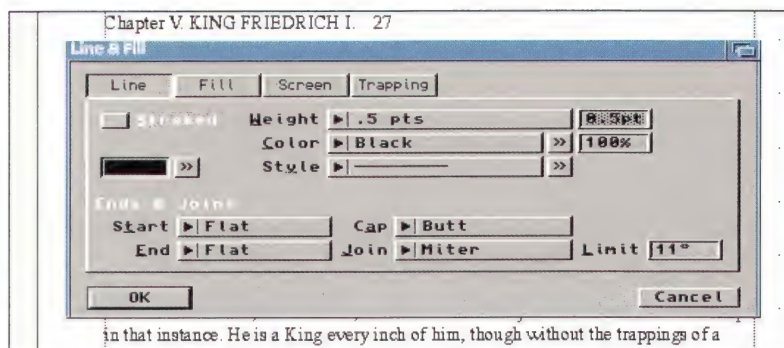 Chapter V. KING FRIEDRICH I. 27
Line & Fill
Line Fill Screen Trapping
Stroked Weight .5 pts 0.5pt
Color Black >> 100%
>> Style >>
Ends & Joins
Start Flat Cap Butt
End Flat Join Miter Limit 11°
OK Cancel
in that instance. He is a King every inch of him, though without the trappings of a